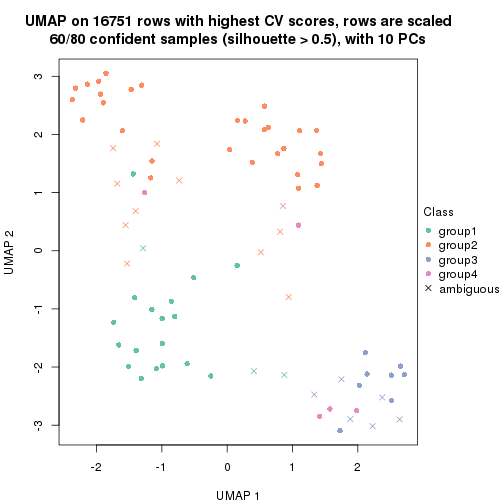 UMAP on 16751 rows with highest CV scores, rows are scaled
60/80 confident samples (silhouette > 0.5), with 10 PCs
3
2
1
0
-1
-2
-3
UMAP 2
-2
-1
0
1
2
UMAP 1
Class
group1
group2
group3
group4
ambiguous